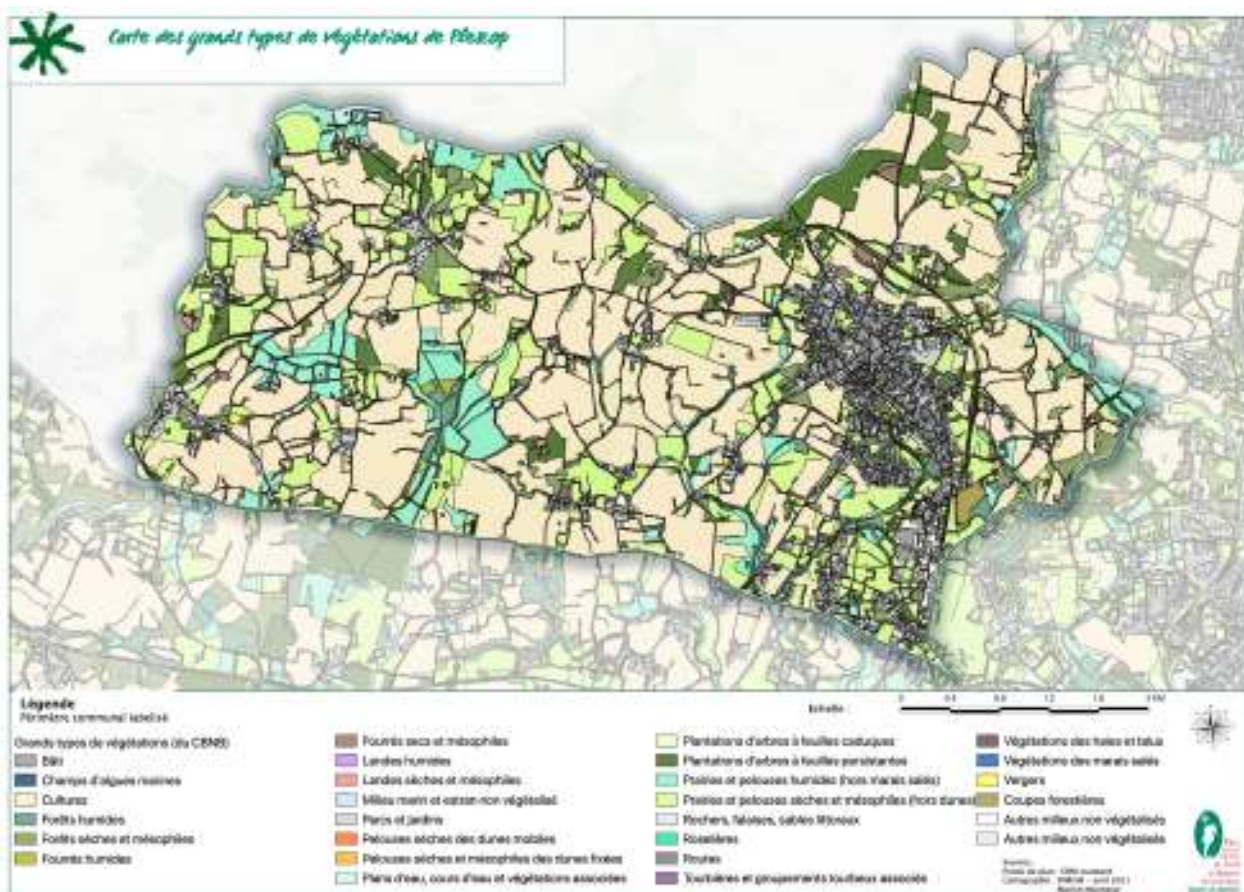 Carte des grands types de végétations de Plescop
Légende
Périmètre communal labélisé
Grands types de végétations (du CBNB)
Bâti
Champs d'algues marines
Cultures
Forêts humides
Forêts sèches et mésophiles
Fourrés humides
Fourrés secs et mésophiles
Landes humides
Landes sèches et mésophiles
Milieu marin et estran non végétalisé
Parcs et jardins
Pelouses sèches des dunes mobiles
Pelouses sèches et mésophiles des dunes fixées
Plans d'eau, cours d'eau et végétations associées
Echelle :
Plantations d'arbres à feuilles caduques
Plantations d'arbres à feuilles persistantes
Prairies et pelouses humides (hors marais salés)
Prairies et pelouses sèches et mésophiles (hors dunes)
Rochers, falaises, sables littoraux
Roselières
Routes
Tourbières et groupements tourbeux associés
Végétations des haies et talus
Végétations des marais salés
Vergers
Coupes forestières
Autres milieux non végétalisés
Autres milieux non végétalisés